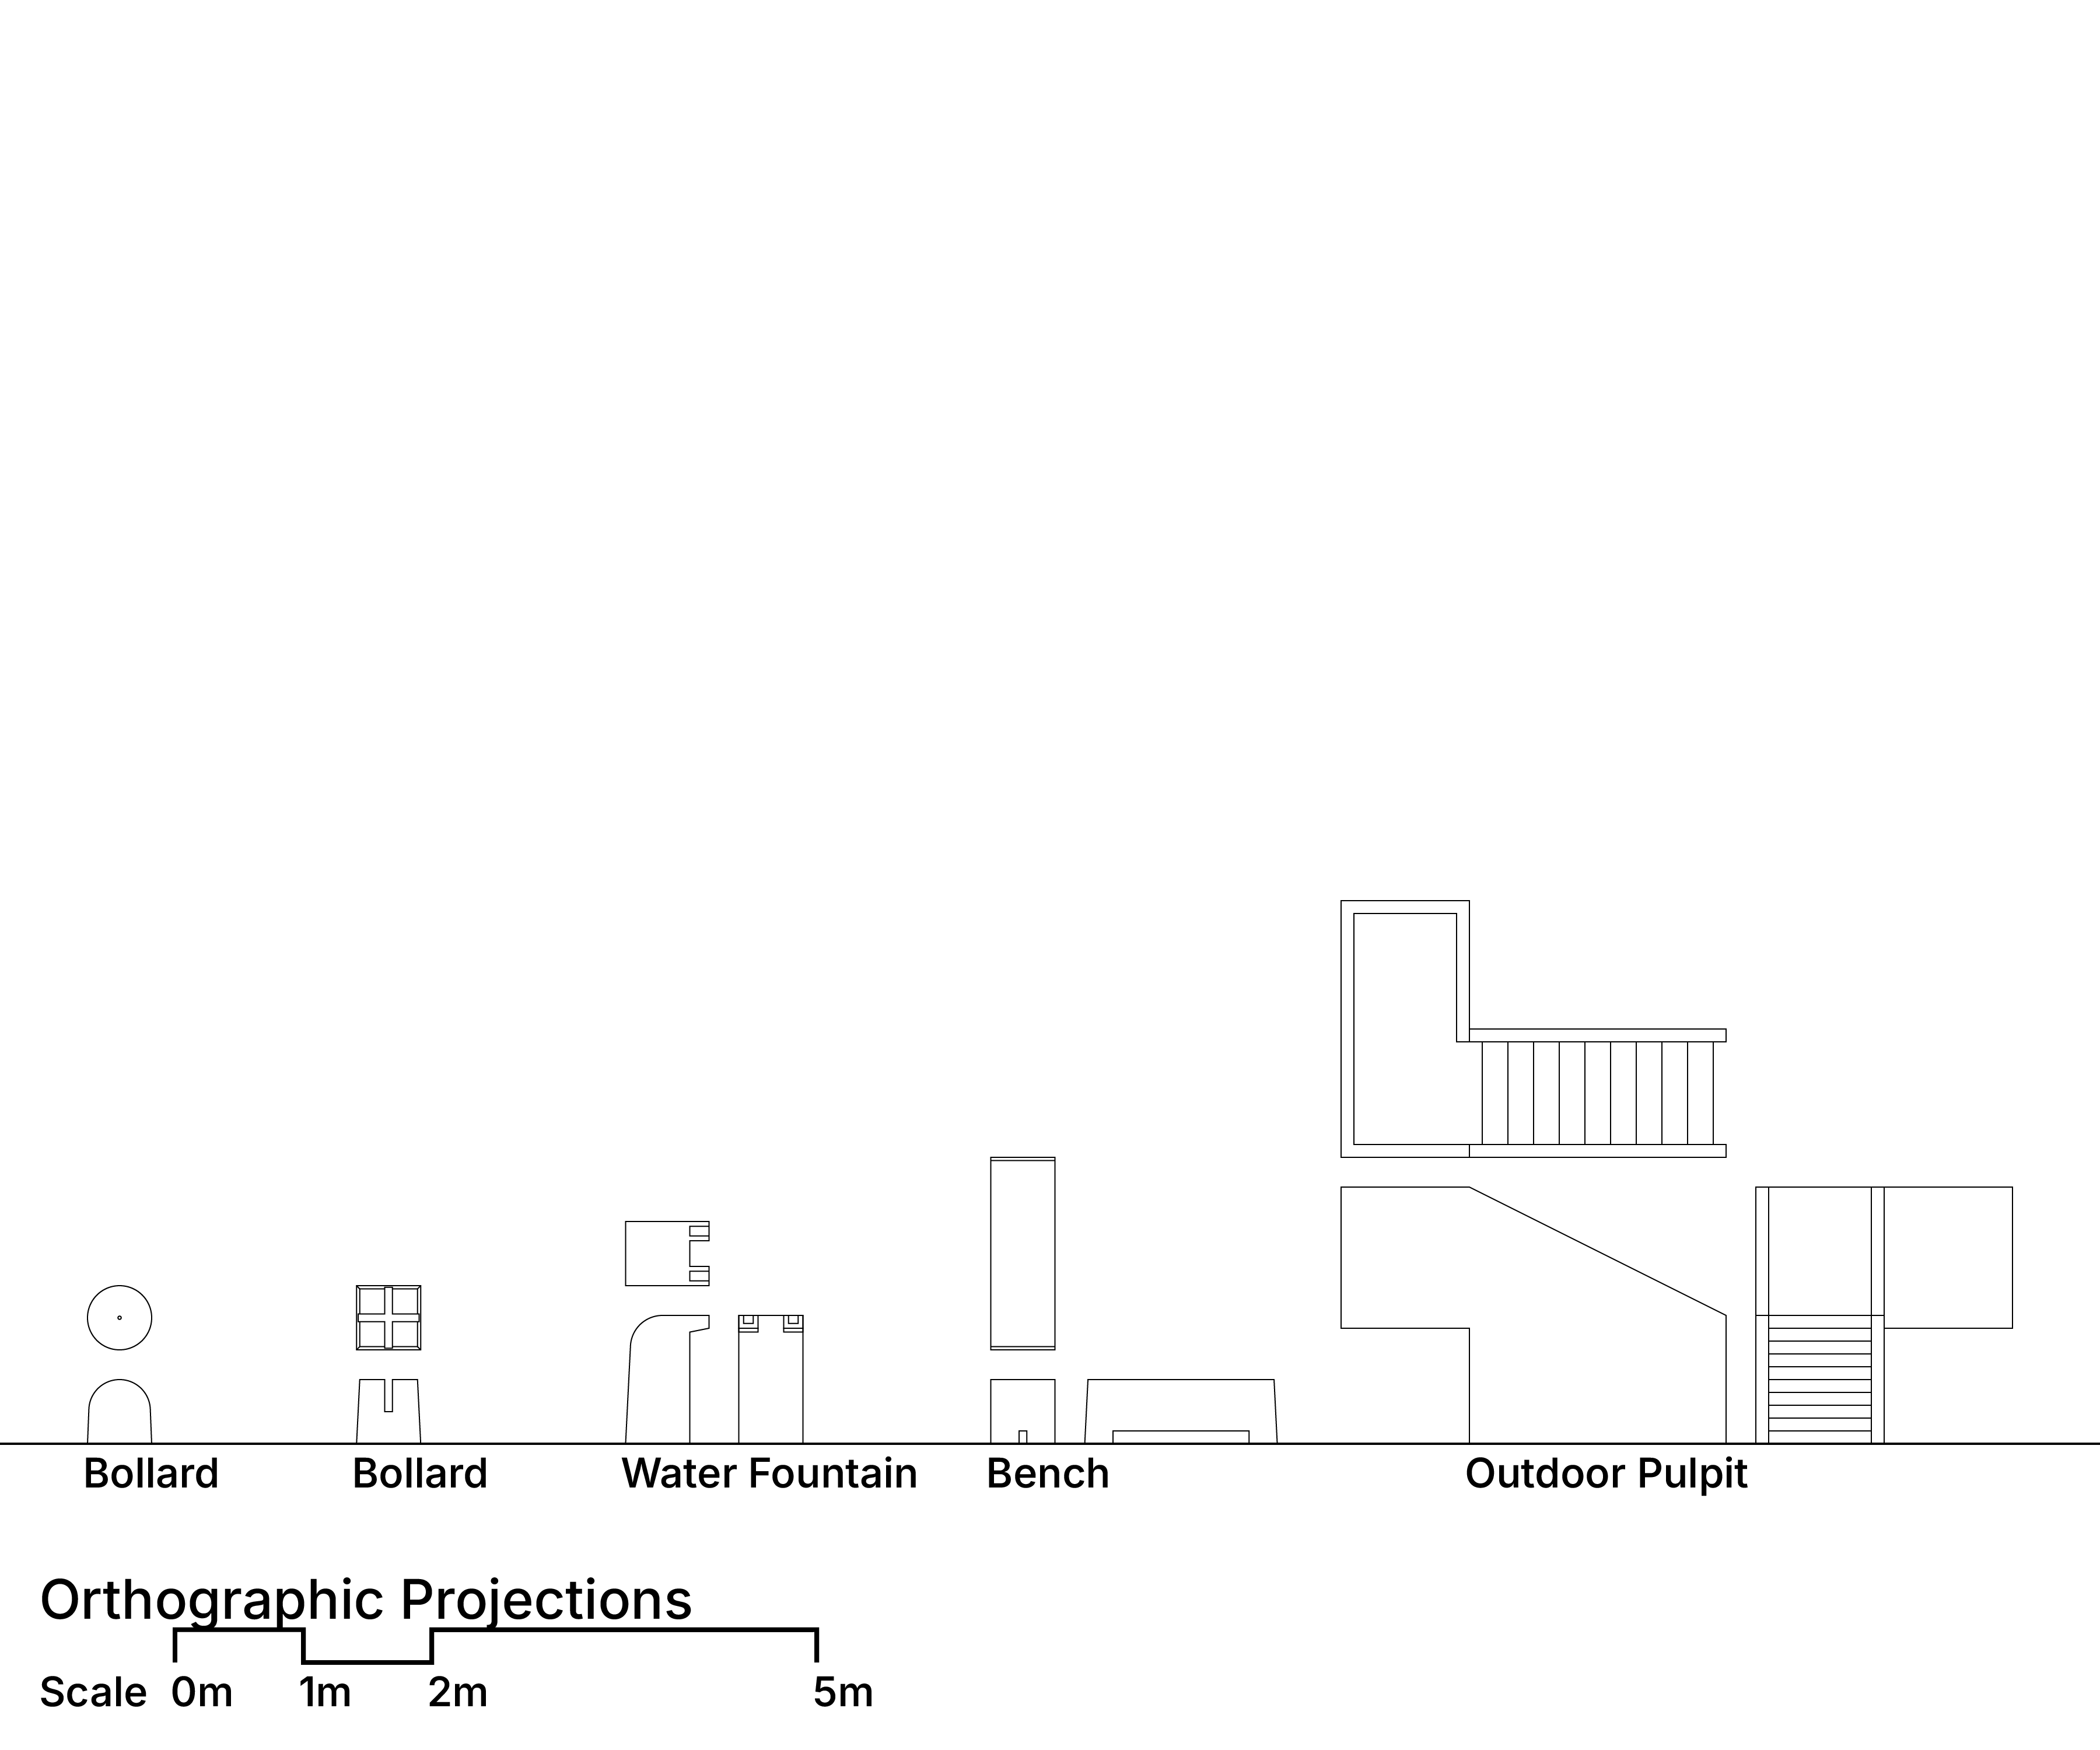 Bollard Bollard Water Fountain Bench Outdoor Pulpit
Orthographic Projections
Scale 0m 1m 2m 5m